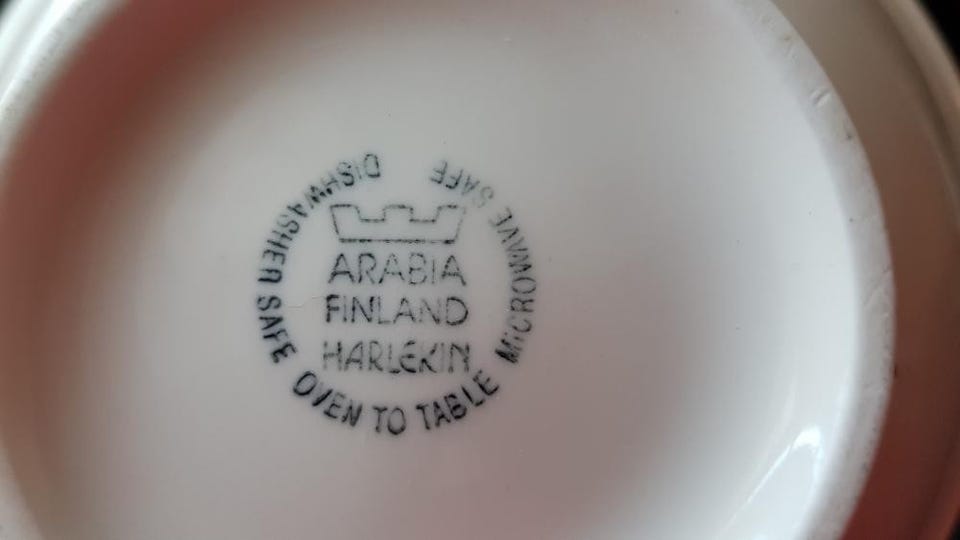 ARABIA
FINLAND
HARLEKIN
DISHWASHER SAFE OVEN TO TABLE MICROWAVE SAFE